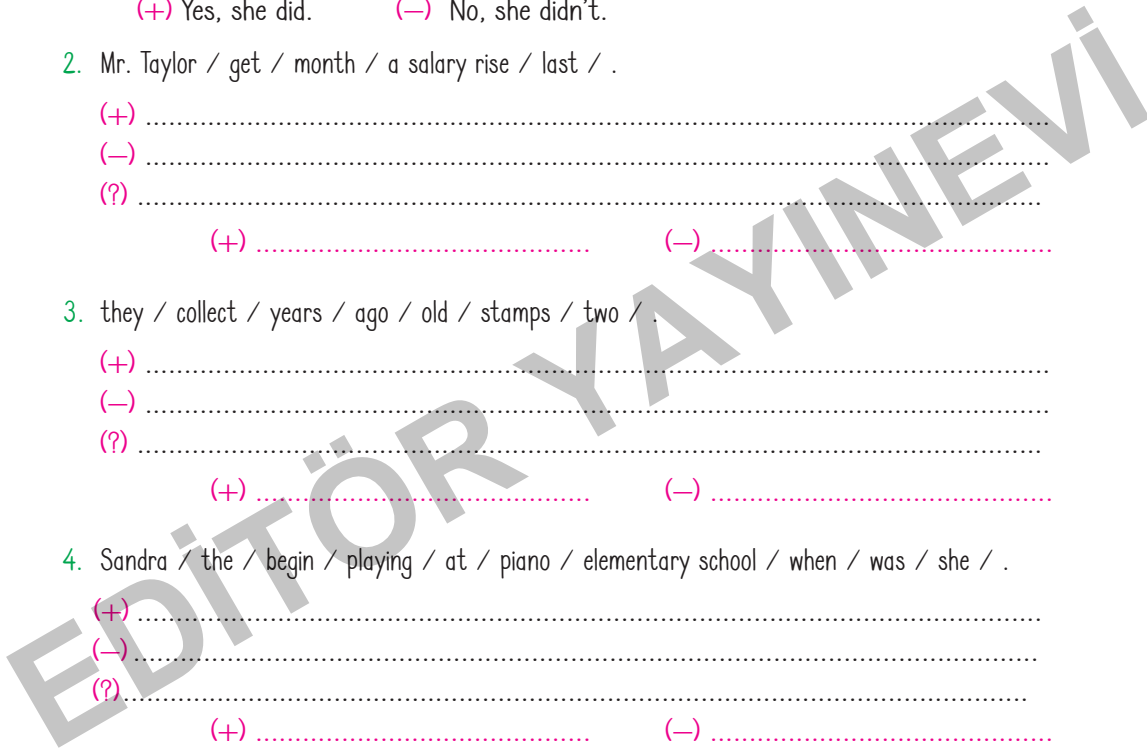 (+) Yes, she did. (–) No, she didn't.
2. Mr. Taylor / get / month / a salary rise / last / .
(+) ....................................................................................................................
(–) ....................................................................................................................
(?) ....................................................................................................................
(+) ........................................... (–) ............................................
3. they / collect / years / ago / old / stamps / two / .
(+) ....................................................................................................................
(–) ....................................................................................................................
(?) ....................................................................................................................
(+) ........................................... (–) ............................................
4. Sandra / the / begin / playing / at / piano / elementary school / when / was / she / .
(+) ....................................................................................................................
(–) ....................................................................................................................
(?) ....................................................................................................................
(+) ........................................... (–) ............................................
EDİTÖR YAYINEVİ